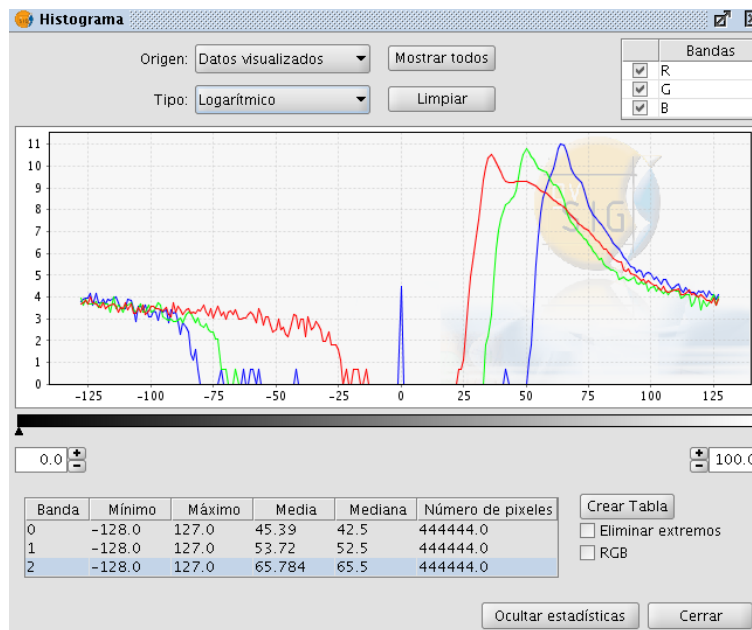 Histograma
Origen: Datos visualizados Mostrar todos
Tipo: Logarítmico Limpiar
Bandas
R
G
B
11
10
9
8
7
6
5
4
3
2
1
0
-125 -100 -75 -50 -25 0 25 50 75 100 125
SIG
0.0 100.0
Banda Mínimo Máximo Media Mediana Número de pixeles
0 -128.0 127.0 45.39 42.5 444444.0
1 -128.0 127.0 53.72 52.5 444444.0
2 -128.0 127.0 65.784 65.5 444444.0
Crear Tabla
Eliminar extremos
RGB
Ocultar estadísticas Cerrar